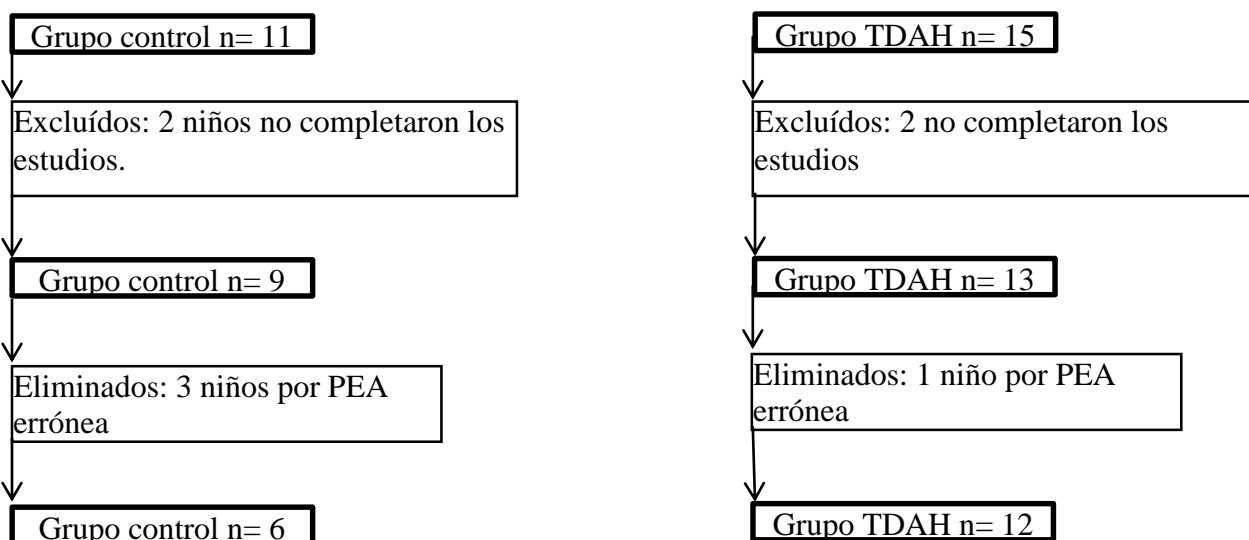 Grupo control n= 11
Excluídos: 2 niños no completaron los
estudios.
Grupo control n= 9
Eliminados: 3 niños por PEA
errónea
Grupo control n= 6
Grupo TDAH n= 15
Excluídos: 2 no completaron los
estudios
Grupo TDAH n= 13
Eliminados: 1 niño por PEA
errónea
Grupo TDAH n= 12